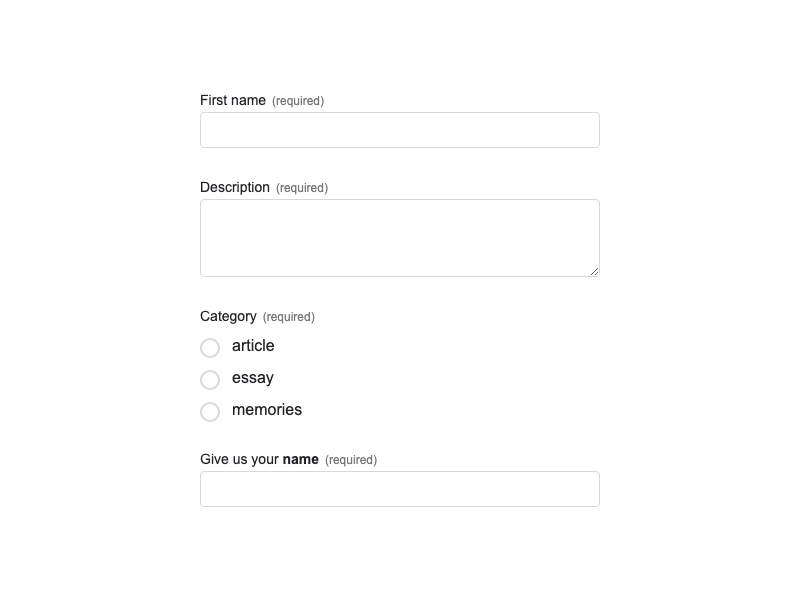 First name (required)
Description (required)
Category (required)
article
essay
memories
Give us your name (required)